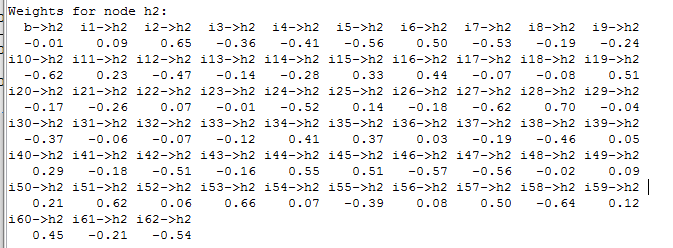 Weights for node h2:
b->h2 i1->h2 i2->h2 i3->h2 i4->h2 i5->h2 i6->h2 i7->h2 i8->h2 i9->h2
-0.01 0.09 0.65 -0.36 -0.41 -0.56 0.50 -0.53 -0.19 -0.24
i10->h2 i11->h2 i12->h2 i13->h2 i14->h2 i15->h2 i16->h2 i17->h2 i18->h2 i19->h2
-0.62 0.23 -0.47 -0.14 -0.28 0.33 0.44 -0.07 -0.08 0.51
i20->h2 i21->h2 i22->h2 i23->h2 i24->h2 i25->h2 i26->h2 i27->h2 i28->h2 i29->h2
-0.17 -0.26 0.07 -0.01 -0.52 0.14 -0.18 -0.62 0.70 -0.04
i30->h2 i31->h2 i32->h2 i33->h2 i34->h2 i35->h2 i36->h2 i37->h2 i38->h2 i39->h2
-0.37 -0.06 -0.07 -0.12 0.41 0.37 0.03 -0.19 -0.46 0.05
i40->h2 i41->h2 i42->h2 i43->h2 i44->h2 i45->h2 i46->h2 i47->h2 i48->h2 i49->h2
0.29 -0.18 -0.51 -0.16 0.55 0.51 -0.57 -0.56 -0.02 0.09
i50->h2 i51->h2 i52->h2 i53->h2 i54->h2 i55->h2 i56->h2 i57->h2 i58->h2 i59->h2
0.21 0.62 0.06 0.66 0.07 -0.39 0.08 0.50 -0.64 0.12
i60->h2 i61->h2 i62->h2
0.45 -0.21 -0.54